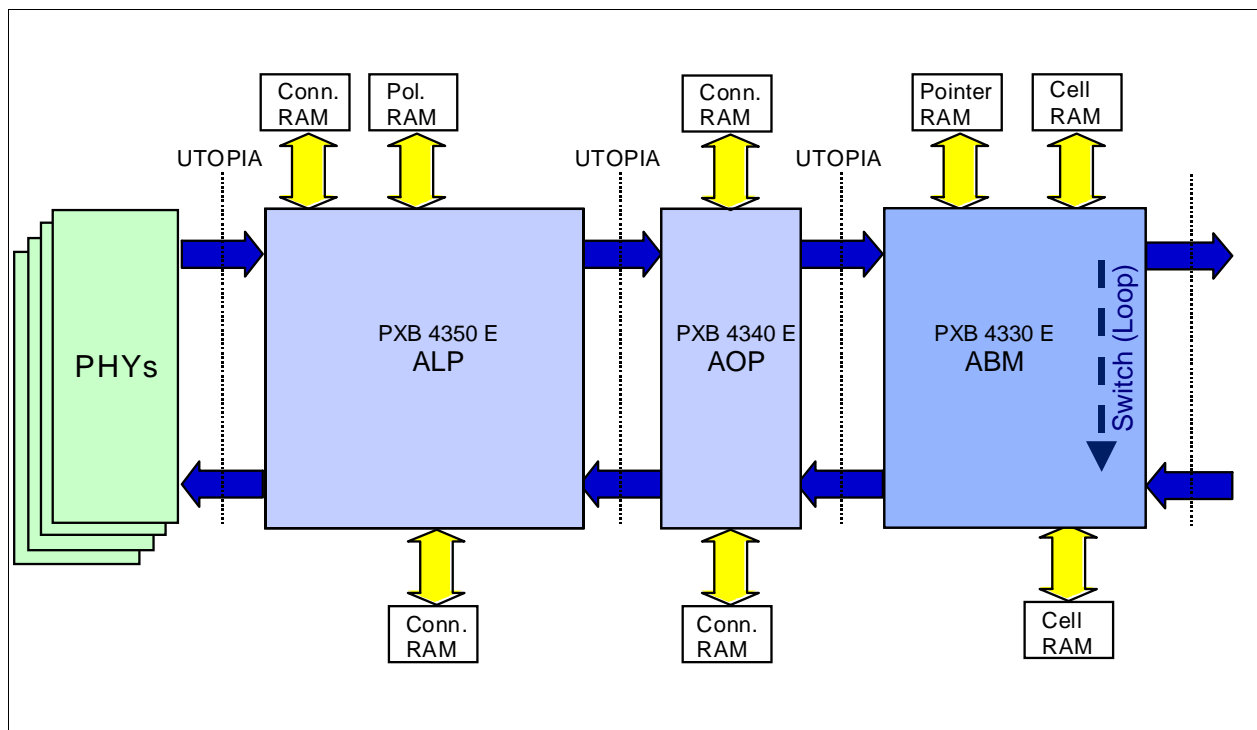 Conn.
RAM
Pol.
RAM
Conn.
RAM
Pointer
RAM
Cell
RAM
UTOPIA
UTOPIA
UTOPIA
PHYs
PXB 4350 E
ALP
PXB 4340 E
AOP
PXB 4330 E
ABM
Switch (Loop)
Conn.
RAM
Conn.
RAM
Cell
RAM